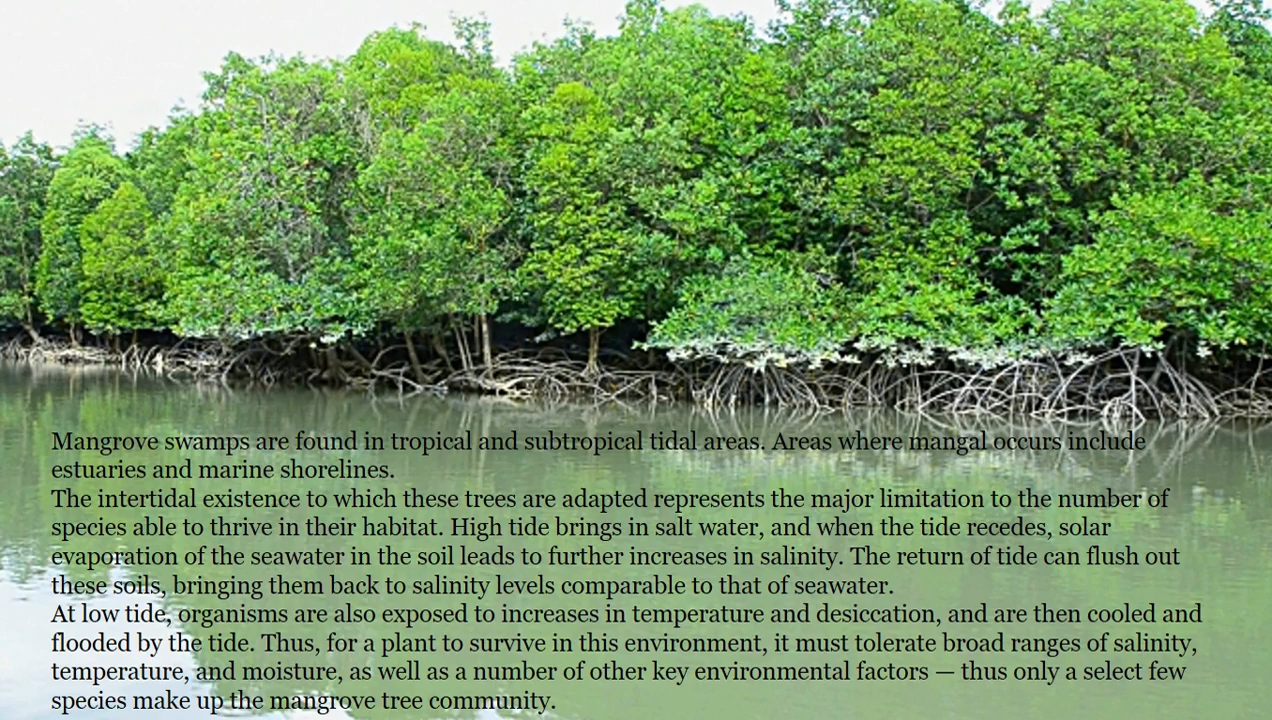 Mangrove swamps are found in tropical and subtropical tidal areas. Areas where mangal occurs include
estuaries and marine shorelines.
The intertidal existence to which these trees are adapted represents the major limitation to the number of
species able to thrive in their habitat. High tide brings in salt water, and when the tide recedes, solar
evaporation of the seawater in the soil leads to further increases in salinity. The return of tide can flush out
these soils, bringing them back to salinity levels comparable to that of seawater.
At low tide, organisms are also exposed to increases in temperature and desiccation, and are then cooled and
flooded by the tide. Thus, for a plant to survive in this environment, it must tolerate broad ranges of salinity,
temperature, and moisture, as well as a number of other key environmental factors — thus only a select few
species make up the mangrove tree community.